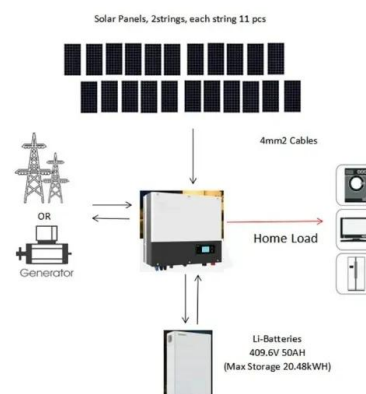 Solar Panels, 2strings, each string 11 pcs
4mm2 Cables
OR
Generator
Home Load
Li-Batteries
409.6V 50AH
(Max Storage 20.48kWH)